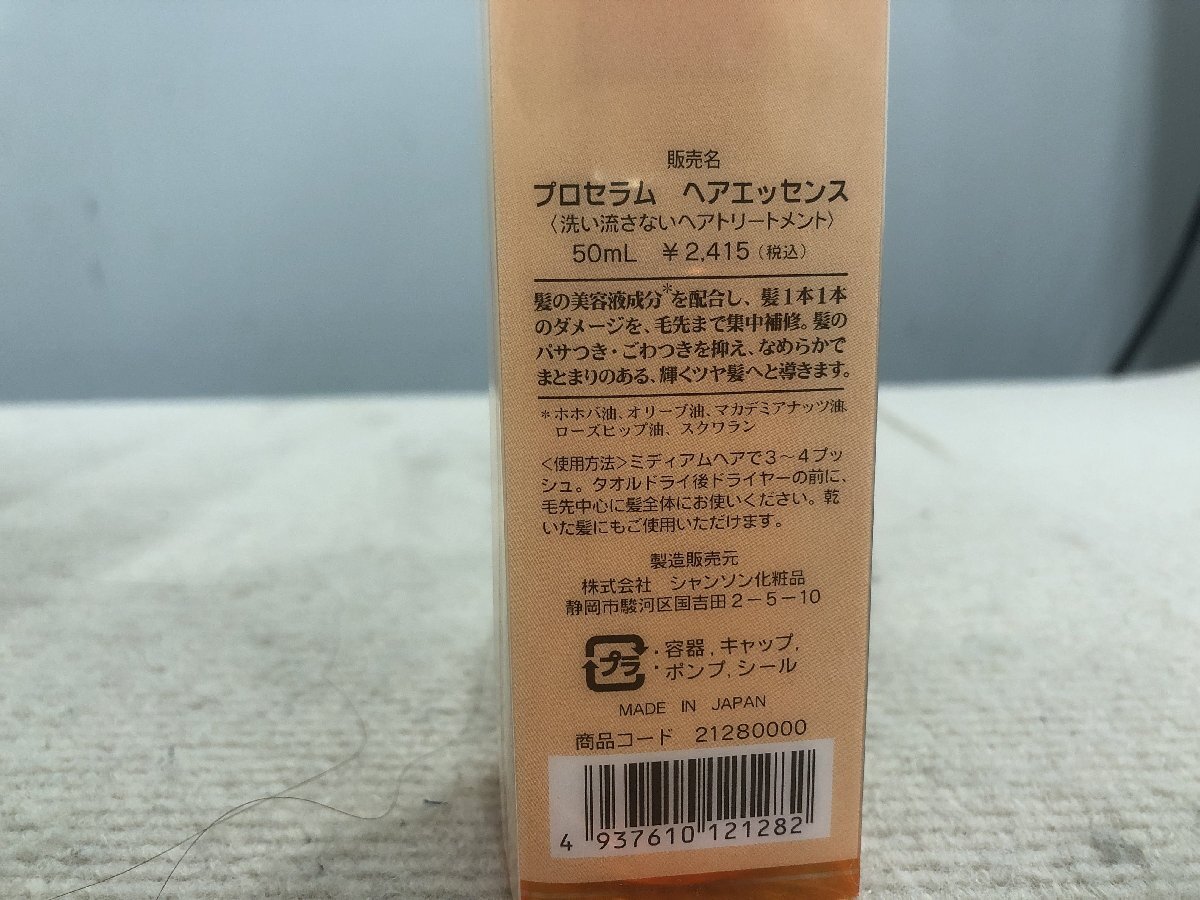 販売名
プロセラム ヘアエッセンス
〈洗い流さないヘアトリートメント〉
50mL ¥2,415(税込)
髪の美容液成分*を配合し、髪1本1本
のダメージを、毛先まで集中補修。髪の
パサつき・ごわつきを抑え、なめらかで
まとまりのある、輝くツヤ髪へと導きます。
*ホホバ油、オリーブ油、マカデミアナッツ油、
ローズヒップ油、スクワラン
<使用方法>ミディアムヘアで3〜4プッ
シュ。タオルドライ後ドライヤーの前に、
毛先中心に髪全体にお使いください。乾
いた髪にもご使用いただけます。
製造販売元
株式会社 シャンソン化粧品
静岡市駿河区国吉田2-5-10
プラ
・容器,キャップ,
・ポンプ,シール
MADE IN JAPAN
商品コード 21280000
4 937610 121282